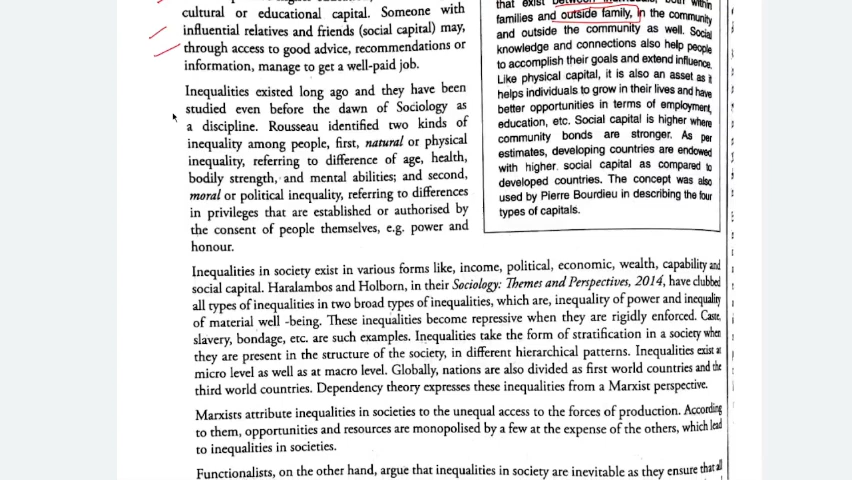 cultural or educational capital. Someone with
influential relatives and friends (social capital) may,
through access to good advice, recommendations or
information, manage to get a well-paid job.
Inequalities existed long ago and they have been
studied even before the dawn of Sociology as
a discipline. Rousseau identified two kinds of
inequality among people, first, natural or physical
inequality, referring to difference of age, health,
bodily strength, and mental abilities; and second,
moral or political inequality, referring to differences
in privileges that are established or authorised by
the consent of people themselves, e.g. power and
honour.
that exist between both within
families and outside family, in the community
and outside the community as well. Social
knowledge and connections also help people
to accomplish their goals and extend influence.
Like physical capital, it is also an asset as it
helps individuals to grow in their lives and have
better opportunities in terms of employment,
education, etc. Social capital is higher where
community bonds are stronger. As per
estimates, developing countries are endowed
with higher social capital as compared to
developed countries. The concept was also
used by Pierre Bourdieu in describing the four
types of capitals.
Inequalities in society exist in various forms like, income, political, economic, wealth, capability and
social capital. Haralambos and Holborn, in their Sociology: Themes and Perspectives, 2014, have clubbed
all types of inequalities in two broad types of inequalities, which are, inequality of power and inequality
of material well -being. These inequalities become repressive when they are rigidly enforced. Caste,
slavery, bondage, etc. are such examples. Inequalities take the form of stratification in a society when
they are present in the structure of the society, in different hierarchical patterns. Inequalities exist at
micro level as well as at macro level. Globally, nations are also divided as first world countries and the
third world countries. Dependency theory expresses these inequalities from a Marxist perspective.
Marxists attribute inequalities in societies to the unequal access to the forces of production. According
to them, opportunities and resources are monopolised by a few at the expense of the others, which lead
to inequalities in societies.
Functionalists, on the other hand, argue that inequalities in society are inevitable as they ensure that all